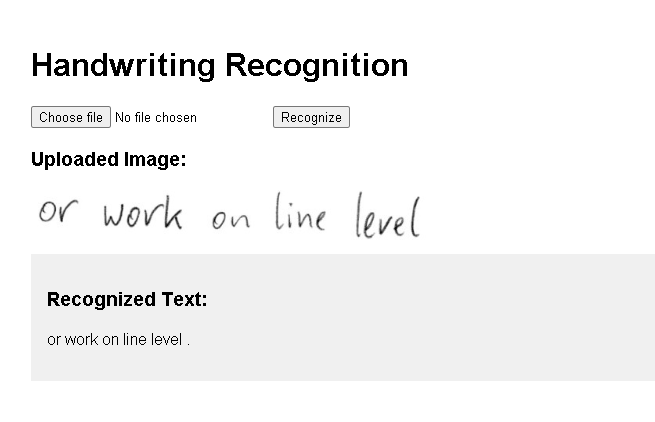 Handwriting Recognition
Choose file No file chosen Recognize
Uploaded Image:
or work on line level
Recognized Text:
or work on line level .